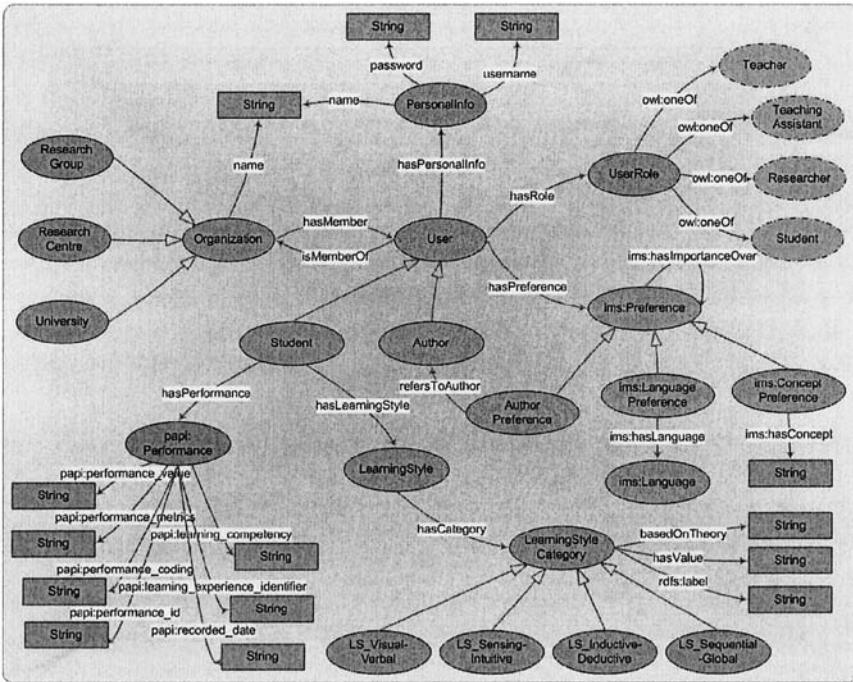 String
String
password
username
PersonalInfo
name
String
name
hasPersonalInfo
Teacher
owl:oneOf
Teaching
Assistant
owl:oneOf
UserRole
owl:oneOf
Researcher
owl:oneOf
Student
Research
Group
Research
Centre
University
Organization
hasMember
isMemberOf
User
hasRole
hasPreference
ims:hasImportanceOver
ims:Preference
Student
Author
refersToAuthor
Author
Preference
ims:Language
Preference
ims:Concept
Preference
ims:hasLanguage
ims:hasConcept
ims:Language
String
hasPerformance
hasLearningStyle
papi:
Performance
LearningStyle
papi:performance_value
String
papi:performance_metrics
String
papi:learning_competency
String
papi:performance_coding
String
papi:learning_experience_identifier
String
papi:performance_id
String
papi:recorded_date
String
hasCategory
LearningStyle
Category
basedOnTheory
String
hasValue
String
rdfs:label
String
LS_Visual-
Verbal
LS_Sensing-
Intuitive
LS_Inductive-
Deductive
LS_Sequential
-Global